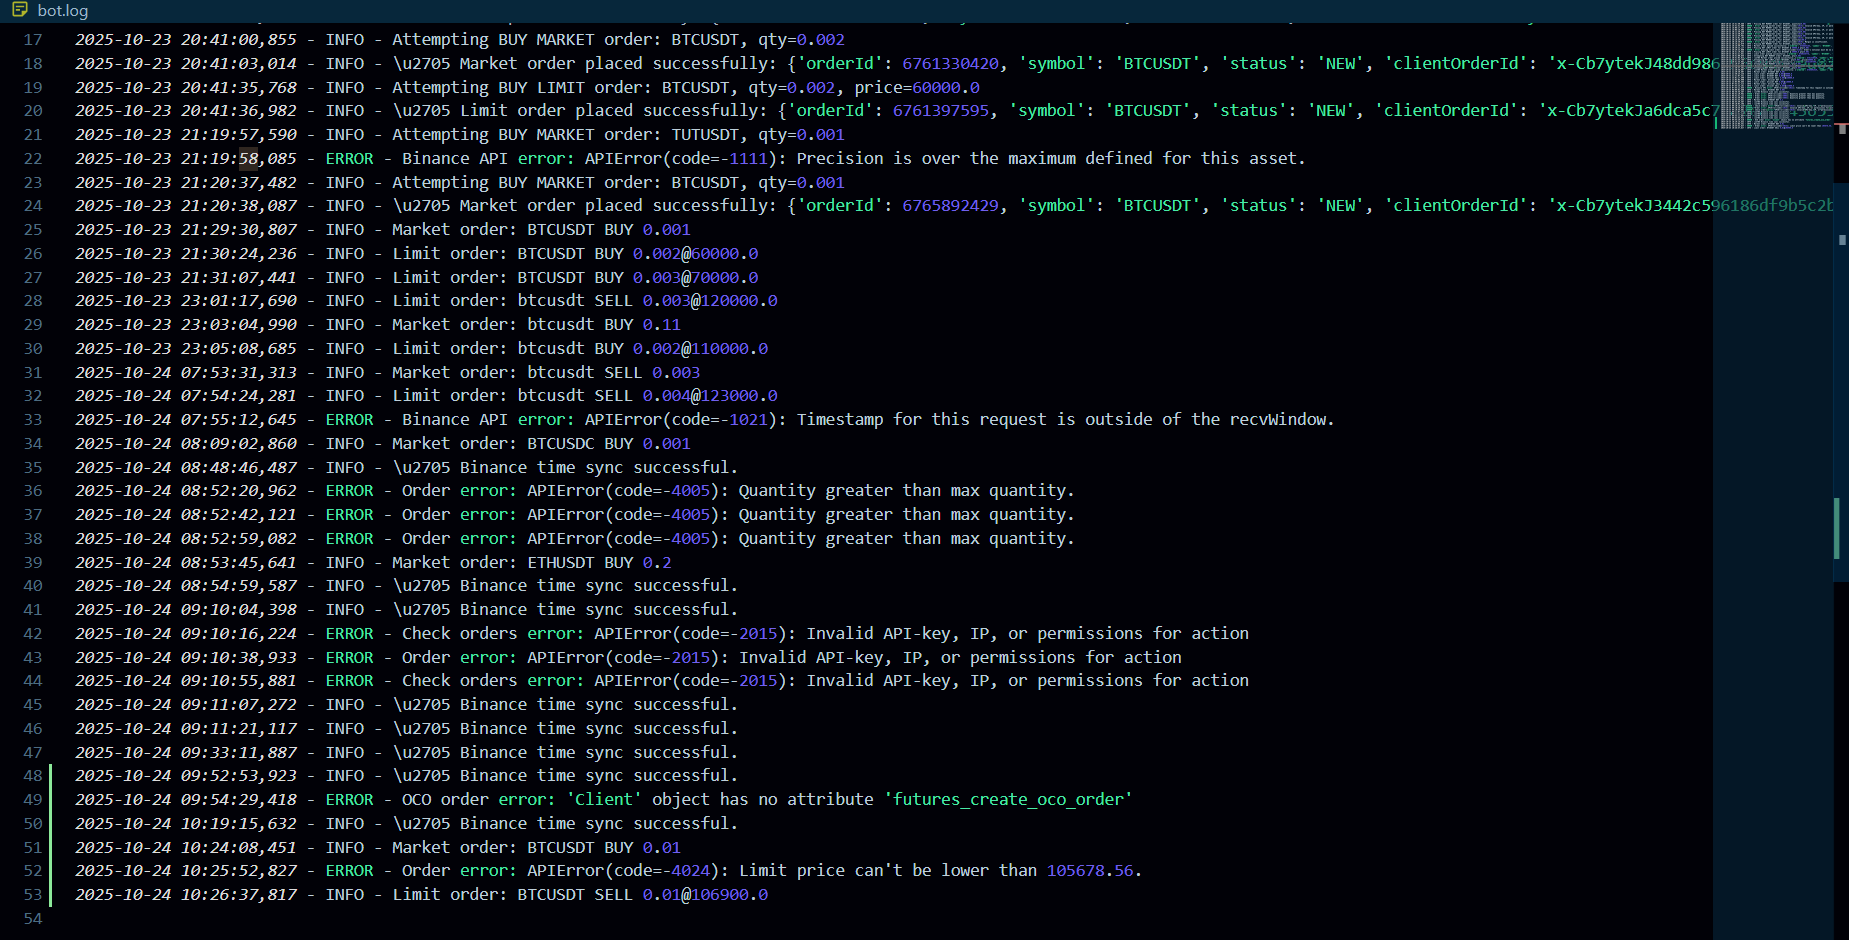 bot.log
17 2025-10-23 20:41:00,855 - INFO - Attempting BUY MARKET order: BTCUSDT, qty=0.002
18 2025-10-23 20:41:03,014 - INFO - \u2705 Market order placed successfully: {'orderId': 6761330420, 'symbol': 'BTCUSDT', 'status': 'NEW', 'clientOrderId': 'x-Cb7ytekJ48dd986
19 2025-10-23 20:41:35,768 - INFO - Attempting BUY LIMIT order: BTCUSDT, qty=0.002, price=60000.0
20 2025-10-23 20:41:36,982 - INFO - \u2705 Limit order placed successfully: {'orderId': 6761397595, 'symbol': 'BTCUSDT', 'status': 'NEW', 'clientOrderId': 'x-Cb7ytekJa6dca5c7
21 2025-10-23 21:19:57,590 - INFO - Attempting BUY MARKET order: TUTUSDT, qty=0.001
22 2025-10-23 21:19:58,085 - ERROR - Binance API error: APIError(code=-1111): Precision is over the maximum defined for this asset.
23 2025-10-23 21:20:37,482 - INFO - Attempting BUY MARKET order: BTCUSDT, qty=0.001
24 2025-10-23 21:20:38,087 - INFO - \u2705 Market order placed successfully: {'orderId': 6765892429, 'symbol': 'BTCUSDT', 'status': 'NEW', 'clientOrderId': 'x-Cb7ytekJ3442c596186df9b5c2b
25 2025-10-23 21:29:30,807 - INFO - Market order: BTCUSDT BUY 0.001
26 2025-10-23 21:30:24,236 - INFO - Limit order: BTCUSDT BUY 0.002@60000.0
27 2025-10-23 21:31:07,441 - INFO - Limit order: BTCUSDT BUY 0.003@70000.0
28 2025-10-23 23:01:17,690 - INFO - Limit order: btcusdt SELL 0.003@120000.0
29 2025-10-23 23:03:04,990 - INFO - Market order: btcusdt BUY 0.11
30 2025-10-23 23:05:08,685 - INFO - Limit order: btcusdt BUY 0.002@110000.0
31 2025-10-24 07:53:31,313 - INFO - Market order: btcusdt SELL 0.003
32 2025-10-24 07:54:24,281 - INFO - Limit order: btcusdt SELL 0.004@123000.0
33 2025-10-24 07:55:12,645 - ERROR - Binance API error: APIError(code=-1021): Timestamp for this request is outside of the recvWindow.
34 2025-10-24 08:09:02,860 - INFO - Market order: BTCUSDC BUY 0.001
35 2025-10-24 08:48:46,487 - INFO - \u2705 Binance time sync successful.
36 2025-10-24 08:52:20,962 - ERROR - Order error: APIError(code=-4005): Quantity greater than max quantity.
37 2025-10-24 08:52:42,121 - ERROR - Order error: APIError(code=-4005): Quantity greater than max quantity.
38 2025-10-24 08:52:59,082 - ERROR - Order error: APIError(code=-4005): Quantity greater than max quantity.
39 2025-10-24 08:53:45,641 - INFO - Market order: ETHUSDT BUY 0.2
40 2025-10-24 08:54:59,587 - INFO - \u2705 Binance time sync successful.
41 2025-10-24 09:10:04,398 - INFO - \u2705 Binance time sync successful.
42 2025-10-24 09:10:16,224 - ERROR - Check orders error: APIError(code=-2015): Invalid API-key, IP, or permissions for action
43 2025-10-24 09:10:38,933 - ERROR - Order error: APIError(code=-2015): Invalid API-key, IP, or permissions for action
44 2025-10-24 09:10:55,881 - ERROR - Check orders error: APIError(code=-2015): Invalid API-key, IP, or permissions for action
45 2025-10-24 09:11:07,272 - INFO - \u2705 Binance time sync successful.
46 2025-10-24 09:11:21,117 - INFO - \u2705 Binance time sync successful.
47 2025-10-24 09:33:11,887 - INFO - \u2705 Binance time sync successful.
48 2025-10-24 09:52:53,923 - INFO - \u2705 Binance time sync successful.
49 2025-10-24 09:54:29,418 - ERROR - OCO order error: 'Client' object has no attribute 'futures_create_oco_order'
50 2025-10-24 10:19:15,632 - INFO - \u2705 Binance time sync successful.
51 2025-10-24 10:24:08,451 - INFO - Market order: BTCUSDT BUY 0.01
52 2025-10-24 10:25:52,827 - ERROR - Order error: APIError(code=-4024): Limit price can't be lower than 105678.56.
53 2025-10-24 10:26:37,817 - INFO - Limit order: BTCUSDT SELL 0.01@106900.0
54